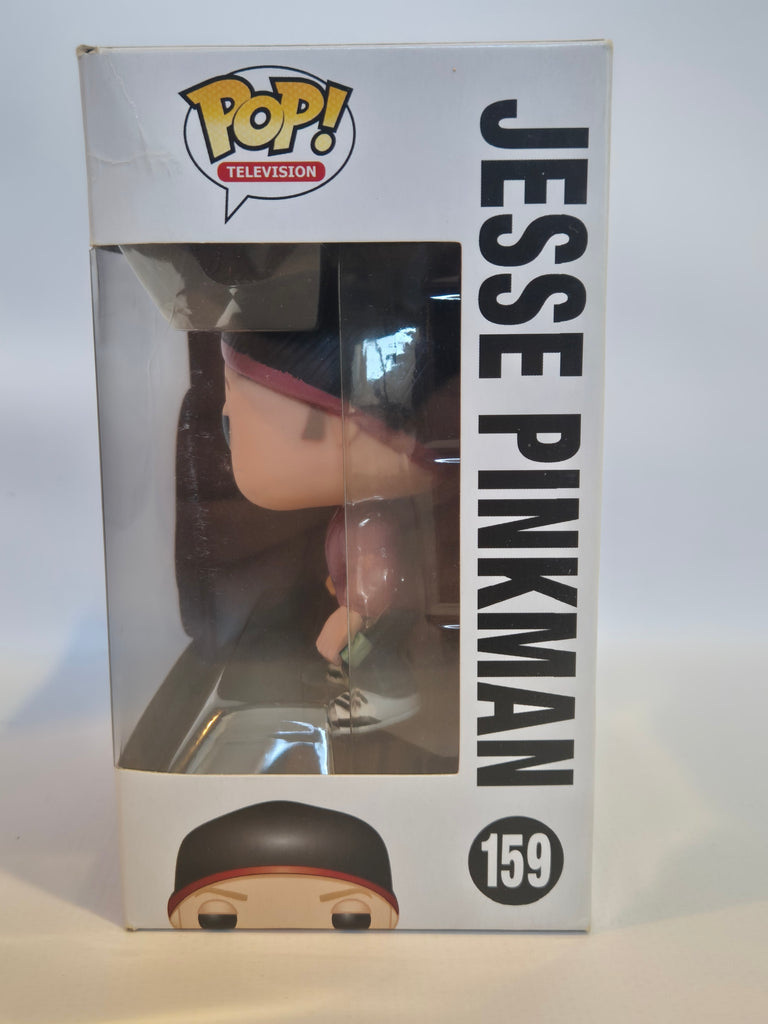 POP!
TELEVISION
JESSE PINKMAN
159